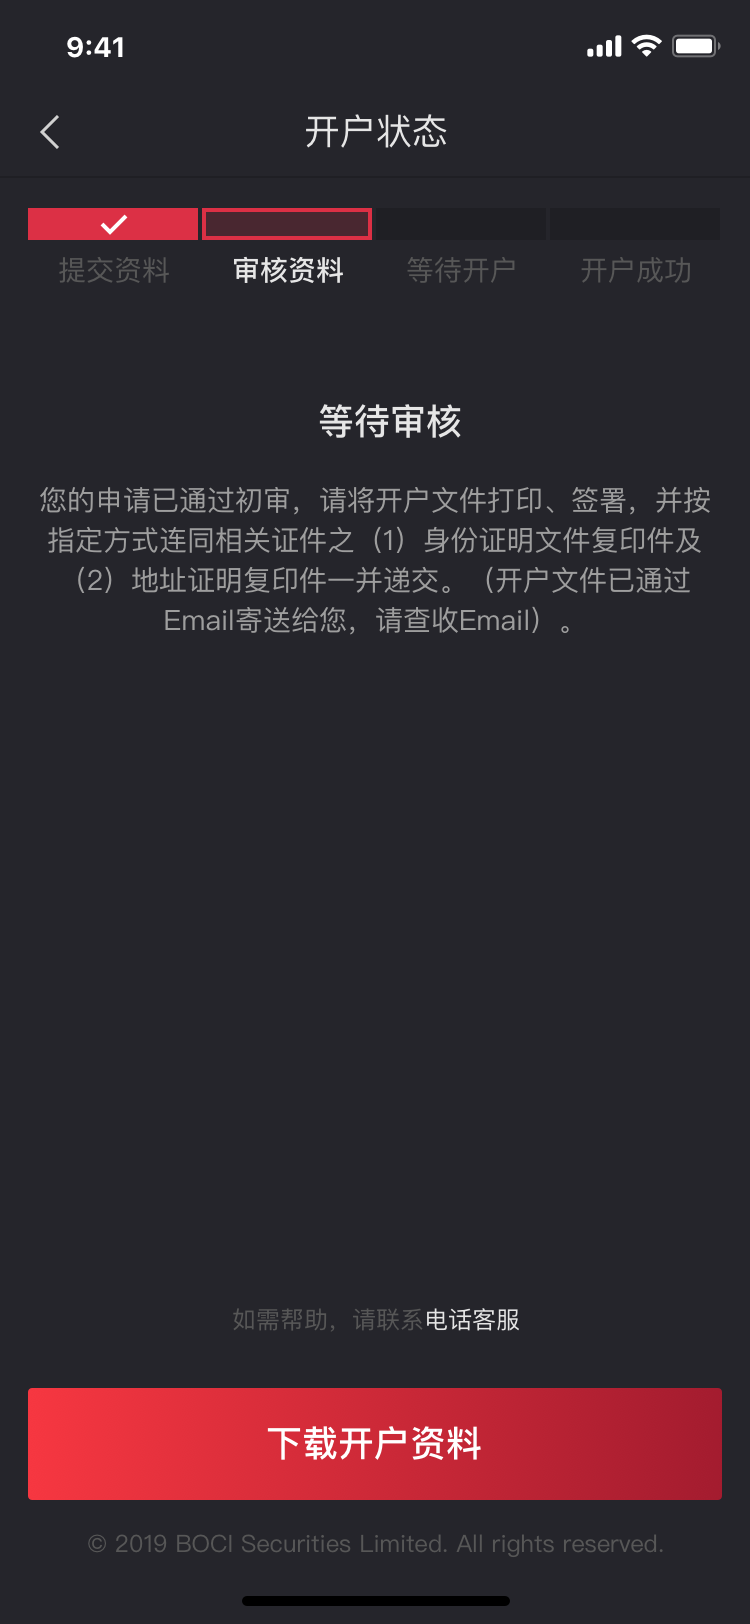 9:41
开户状态
提交资料 审核资料 等待开户 开户成功
等待审核
您的申请已通过初审，请将开户文件打印、签署，并按
指定方式连同相关证件之（1）身份证明文件复印件及
（2）地址证明复印件一并递交。（开户文件已通过
Email寄送给您，请查收Email）。
如需帮助，请联系电话客服
下载开户资料
© 2019 BOCI Securities Limited. All rights reserved.